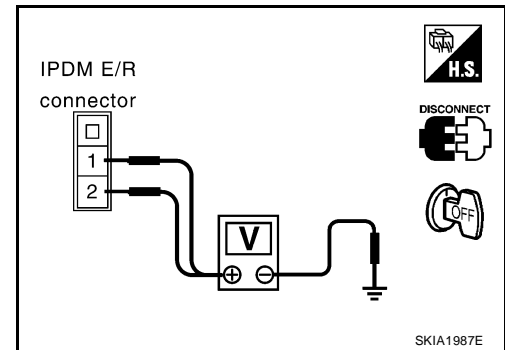 IPDM E/R
connector
H.S.
DISCONNECT
1
2
V
OFF
+ -
SKIA1987E